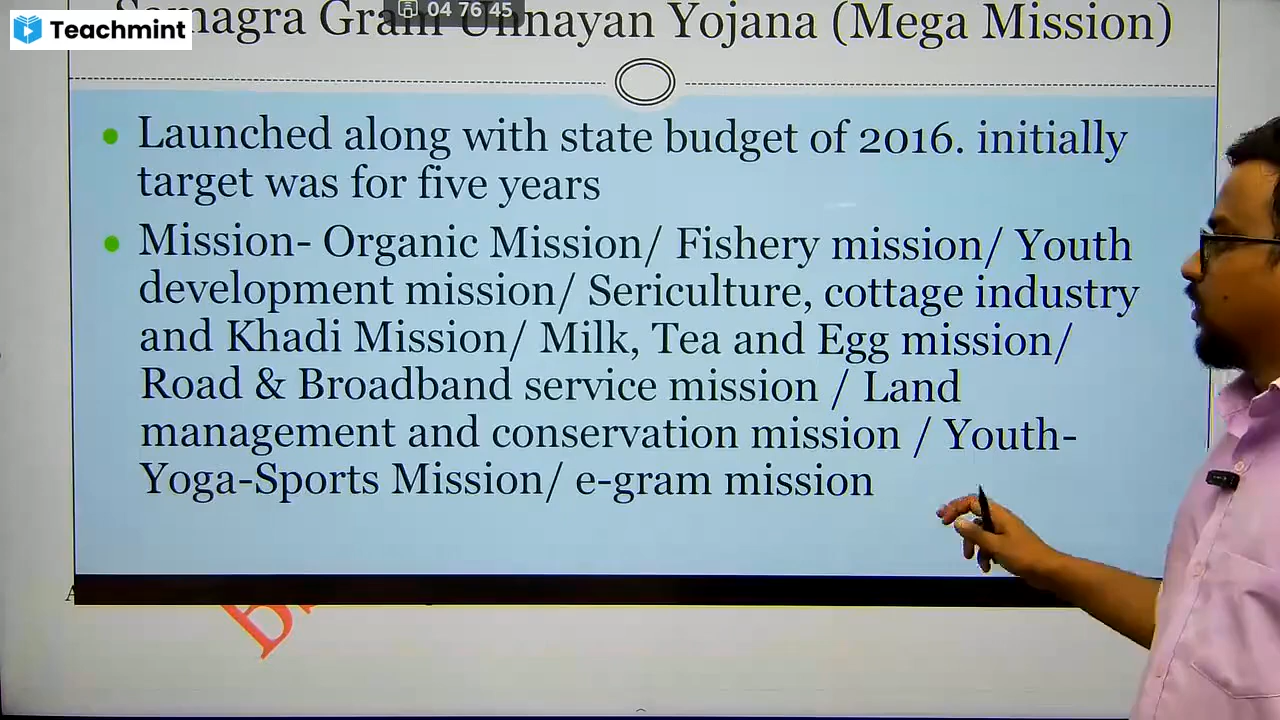 Teachmint
04 76 45
Gram Unnayan Yojana (Mega Mission)
Launched along with state budget of 2016. initially
target was for five years
Mission- Organic Mission/ Fishery mission/ Youth
development mission/ Sericulture, cottage industry
and Khadi Mission/ Milk, Tea and Egg mission/
Road & Broadband service mission / Land
management and conservation mission / Youth-
Yoga-Sports Mission/ e-gram mission